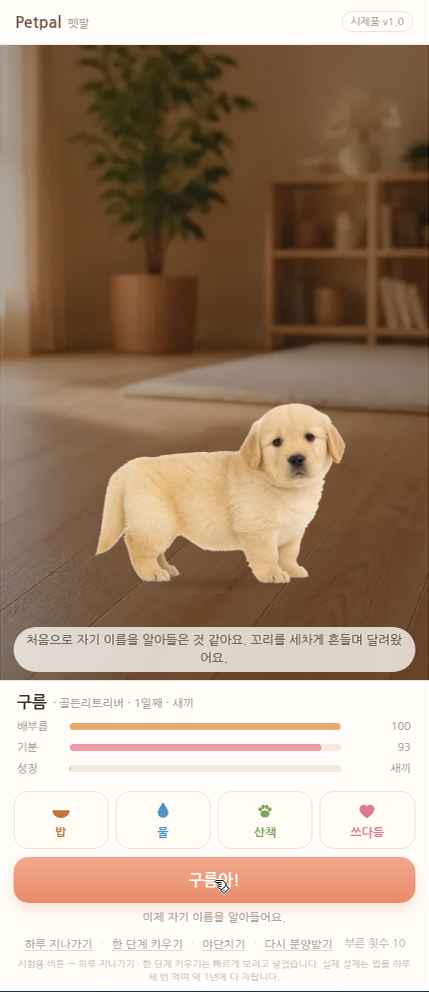 Petpal 펫팔
시제품 v1.0
처음으로 자기 이름을 알아들은 것 같아요. 꼬리를 세차게 흔들며 달려왔
어요.
구름 · 골든리트리버 · 1일째 · 새끼
배부름 100
기분 93
성장 새끼
밥 물 산책 쓰다듬
구름아!
이제 자기 이름을 알아들어요.
하루 지나가기 · 한 단계 키우기 · 야단치기 · 다시 분양받기 부른 횟수 10
시험용 버튼 — 하루 지나가기 · 한 단계 키우기는 빠르게 보려고 넣었습니다. 실제 설계는 밥을 하루
세 번 먹여 약 1년에 다 자랍니다.